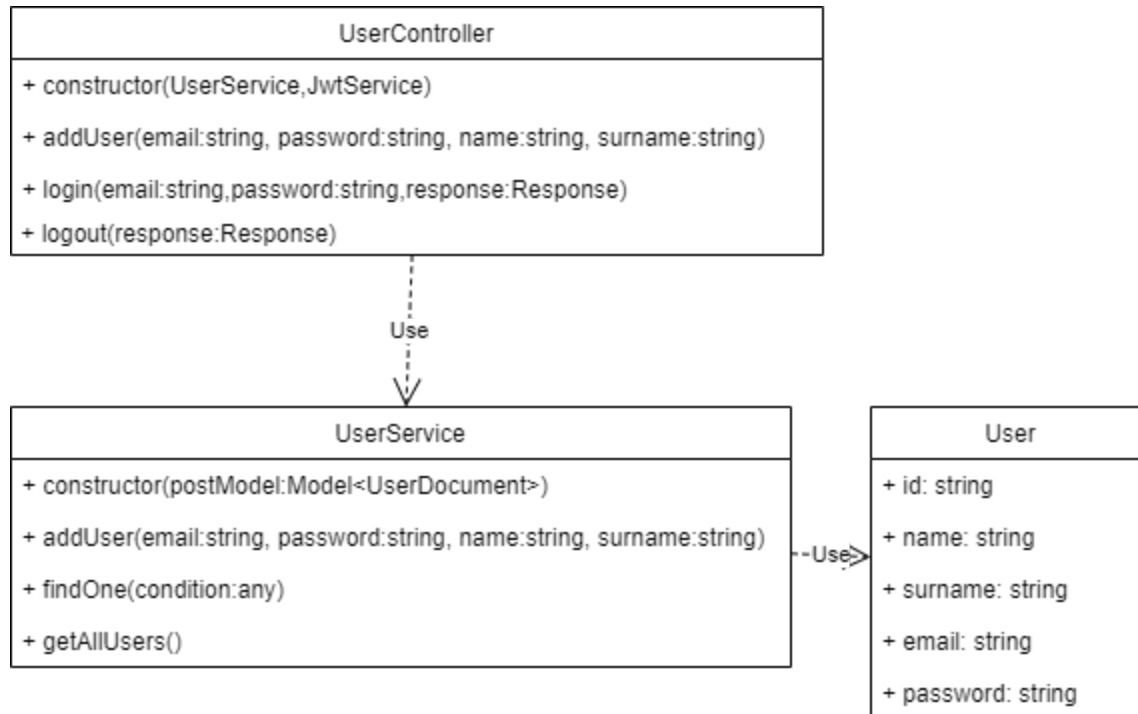 UserController
+ constructor(UserService,JwtService)
+ addUser(email:string, password:string, name:string, surname:string)
+ login(email:string,password:string,response:Response)
+ logout(response:Response)
Use
UserService
+ constructor(postModel:Model<UserDocument>)
+ addUser(email:string, password:string, name:string, surname:string)
+ findOne(condition:any)
+ getAllUsers()
Use
User
+ id: string
+ name: string
+ surname: string
+ email: string
+ password: string